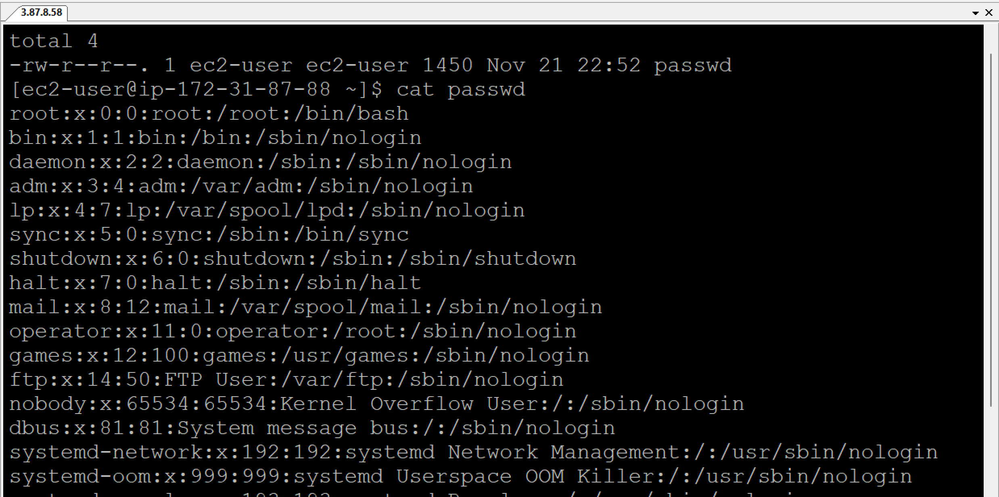 3.87.8.58
total 4
-rw-r--r--. 1 ec2-user ec2-user 1450 Nov 21 22:52 passwd
[ec2-user@ip-172-31-87-88 ~]$ cat passwd
root:x:0:0:root:/root:/bin/bash
bin:x:1:1:bin:/bin:/sbin/nologin
daemon:x:2:2:daemon:/sbin:/sbin/nologin
adm:x:3:4:adm:/var/adm:/sbin/nologin
lp:x:4:7:lp:/var/spool/lpd:/sbin/nologin
sync:x:5:0:sync:/sbin:/bin/sync
shutdown:x:6:0:shutdown:/sbin:/sbin/shutdown
halt:x:7:0:halt:/sbin:/sbin/halt
mail:x:8:12:mail:/var/spool/mail:/sbin/nologin
operator:x:11:0:operator:/root:/sbin/nologin
games:x:12:100:games:/usr/games:/sbin/nologin
ftp:x:14:50:FTP User:/var/ftp:/sbin/nologin
nobody:x:65534:65534:Kernel Overflow User:/:/sbin/nologin
dbus:x:81:81:System message bus:/:/sbin/nologin
systemd-network:x:192:192:systemd Network Management:/:/usr/sbin/nologin
systemd-oom:x:999:999:systemd Userspace OOM Killer:/:/usr/sbin/nologin